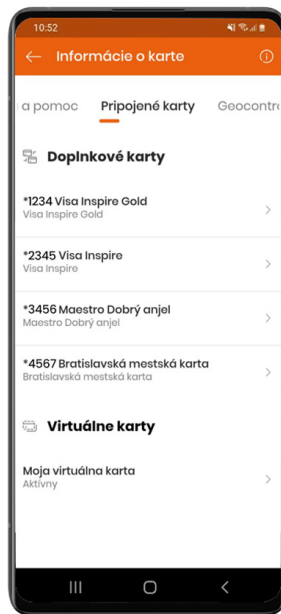 10:52
Informácie o karte
a pomoc Pripojené karty Geocontr
Doplnkové karty
*1234 Visa Inspire Gold
Visa Inspire Gold
*2345 Visa Inspire
Visa Inspire
*3456 Maestro Dobrý anjel
Maestro Dobrý anjel
*4567 Bratislavská mestská karta
Bratislavská mestská karta
Virtuálne karty
Moja virtuálna karta
Aktívny